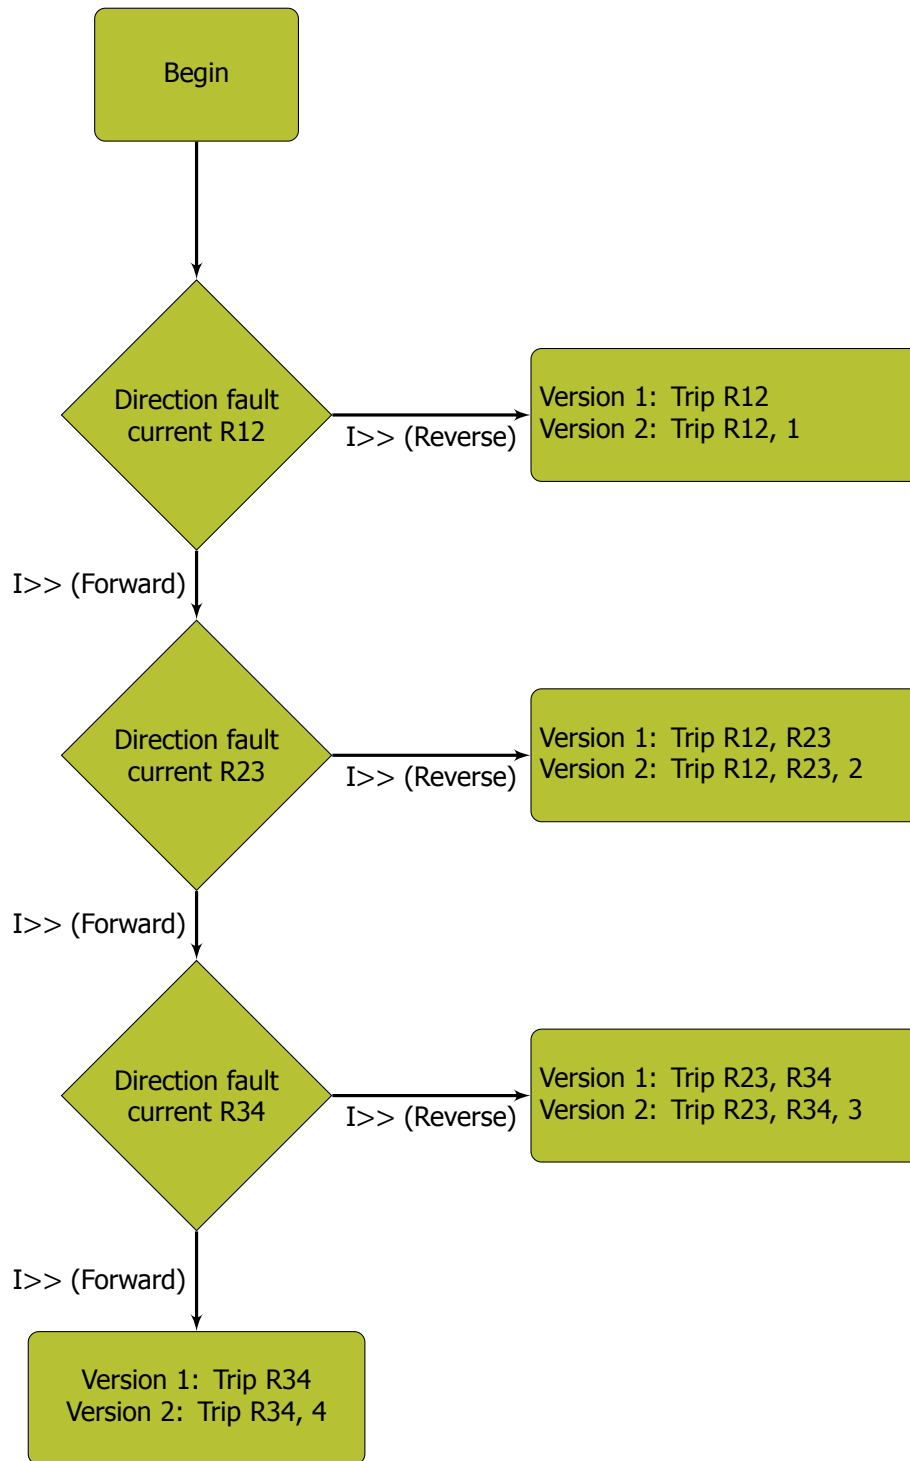 Begin
Direction fault
current R12
I>> (Reverse)
Version 1: Trip R12
Version 2: Trip R12, 1
I>> (Forward)
Direction fault
current R23
I>> (Reverse)
Version 1: Trip R12, R23
Version 2: Trip R12, R23, 2
I>> (Forward)
Direction fault
current R34
I>> (Reverse)
Version 1: Trip R23, R34
Version 2: Trip R23, R34, 3
I>> (Forward)
Version 1: Trip R34
Version 2: Trip R34, 4